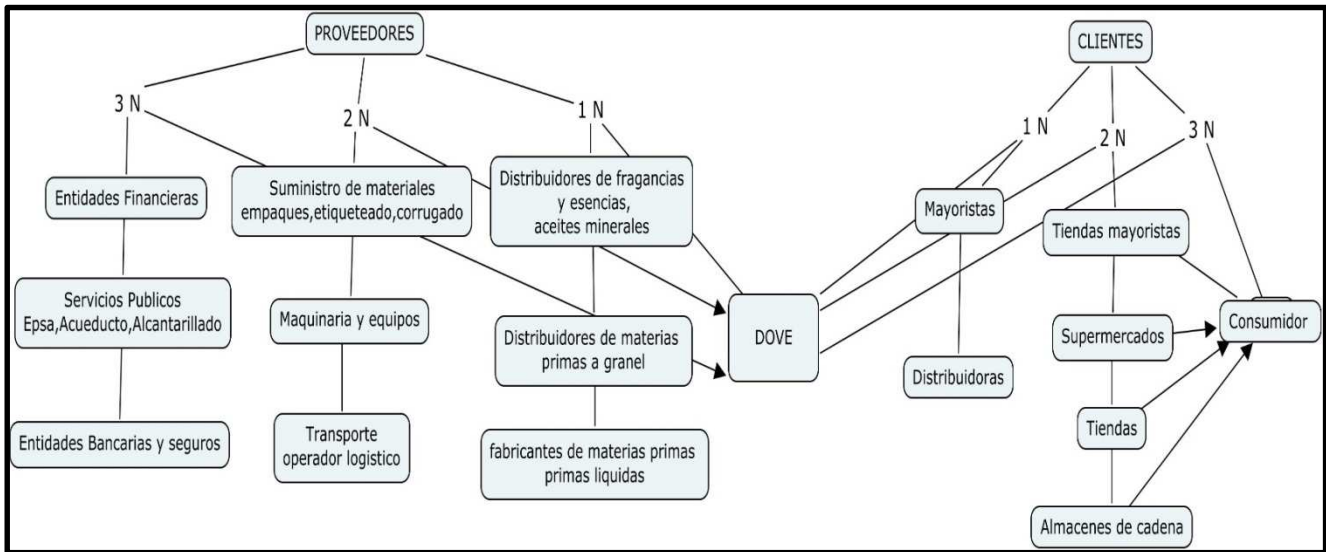 PROVEEDORES
3 N
2 N
1 N
Entidades Financieras
Servicios Publicos
Epsa,Acueducto,Alcantarillado
Entidades Bancarias y seguros
Suministro de materiales
empaques,etiqueteado,corrugado
Maquinaria y equipos
Transporte
operador logistico
Distribuidores de fragancias
y esencias,
aceites minerales
Distribuidores de materias
primas a granel
fabricantes de materias primas
primas liquidas
DOVE
CLIENTES
1 N
2 N
3 N
Mayoristas
Distribuidoras
Tiendas mayoristas
Supermercados
Tiendas
Almacenes de cadena
Consumidor